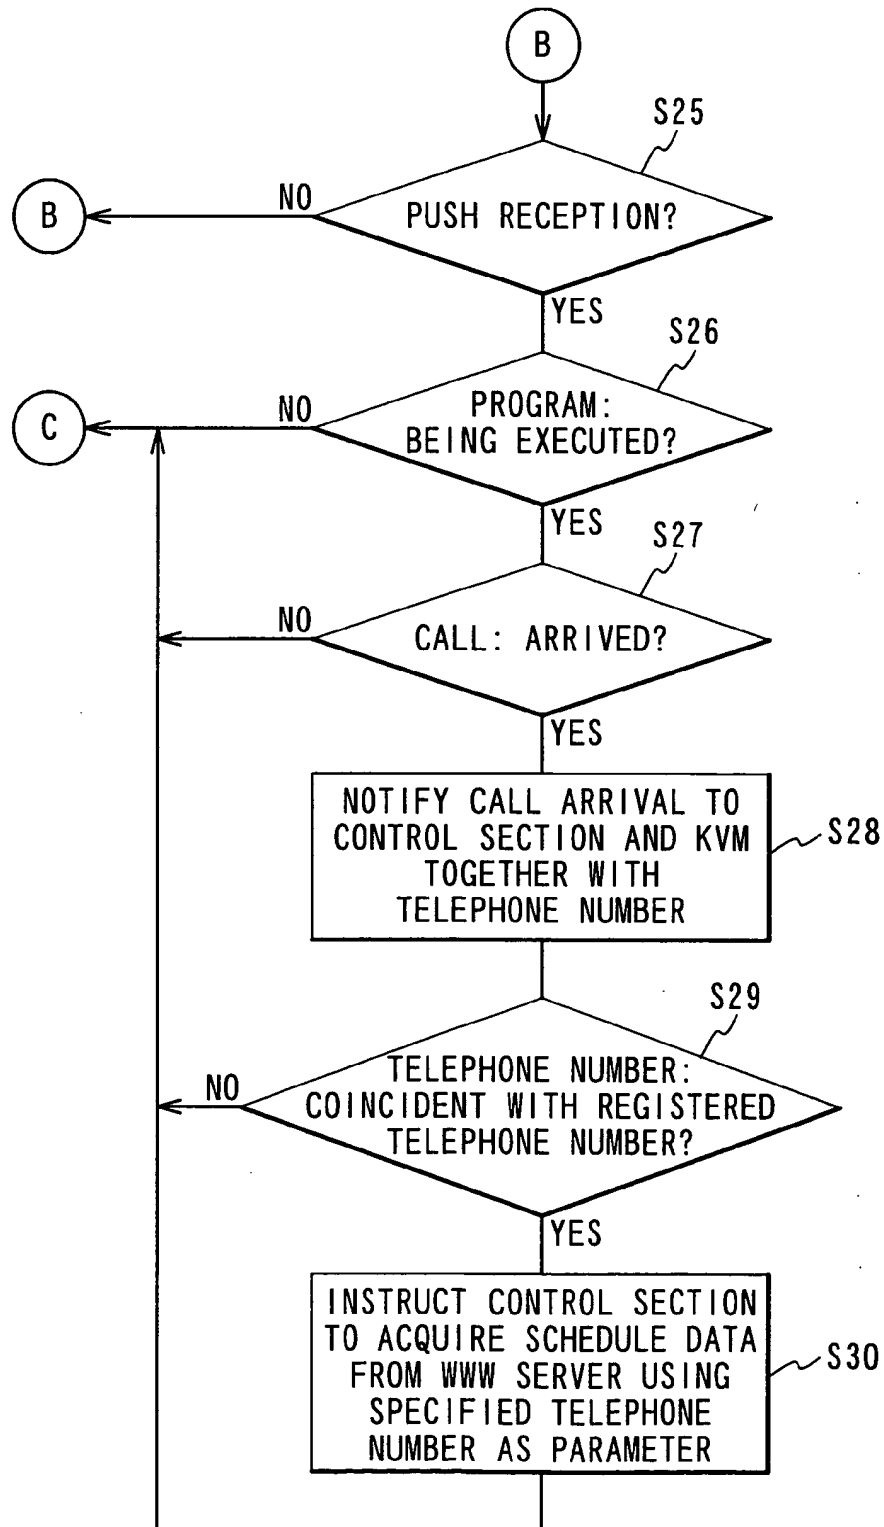 B
S25
B
NO
PUSH RECEPTION?
YES
S26
C
NO
PROGRAM:
BEING EXECUTED?
YES
S27
NO
CALL: ARRIVED?
YES
NOTIFY CALL ARRIVAL TO
CONTROL SECTION AND KVM
TOGETHER WITH
TELEPHONE NUMBER
S28
S29
NO
TELEPHONE NUMBER:
COINCIDENT WITH REGISTERED
TELEPHONE NUMBER?
YES
INSTRUCT CONTROL SECTION
TO ACQUIRE SCHEDULE DATA
FROM WWW SERVER USING
SPECIFIED TELEPHONE
NUMBER AS PARAMETER
S30